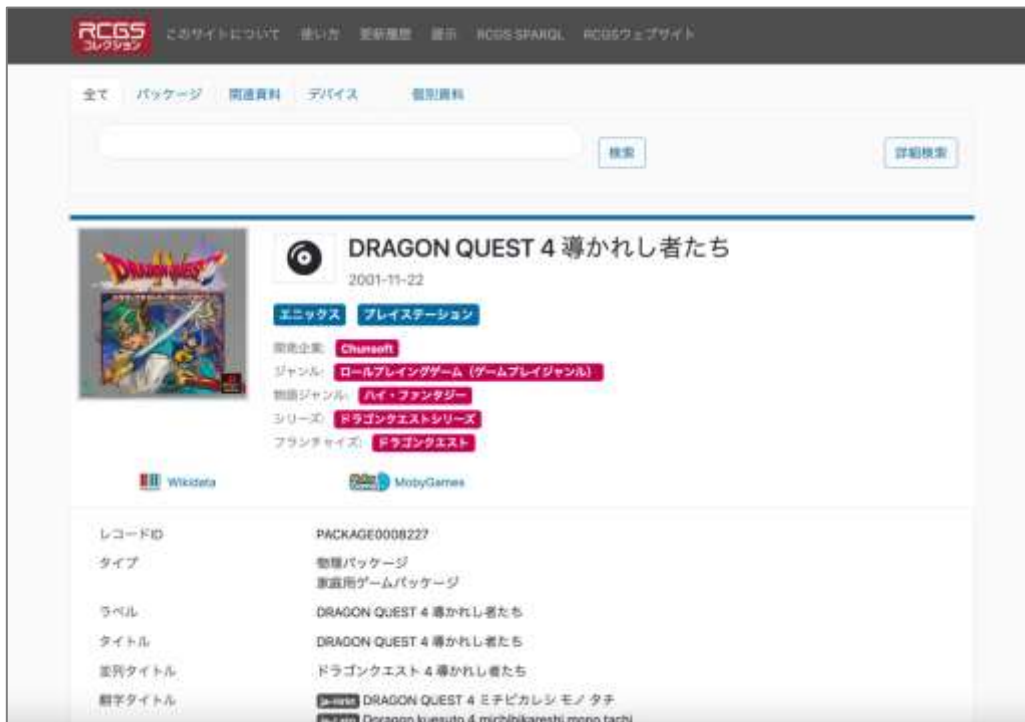 RCGS
コレクション
このサイトについて 使い方 更新履歴 展示 RCGS SPARQL RCGSウェブサイト
全て パッケージ 関連資料 デバイス 個別資料
検索 詳細検索
DRAGON QUEST 4 導かれし者たち
2001-11-22
エニックス プレイステーション
開発企業: Chunsoft
ジャンル: ロールプレイングゲーム（ゲームプレイジャンル）
物語ジャンル: ハイ・ファンタジー
シリーズ: ドラゴンクエストシリーズ
フランチャイズ: ドラゴンクエスト
DRAGON QUEST
Wikidata MobyGames
レコードID PACKAGE0008227
タイプ 物理パッケージ
家庭用ゲームパッケージ
ラベル DRAGON QUEST 4 導かれし者たち
タイトル DRAGON QUEST 4 導かれし者たち
並列タイトル ドラゴンクエスト 4 導かれし者たち
翻字タイトル DRAGON QUEST 4 ミチビカレシ モノ タチ
Doragon kuesuto 4 michibikareshi mono tachi